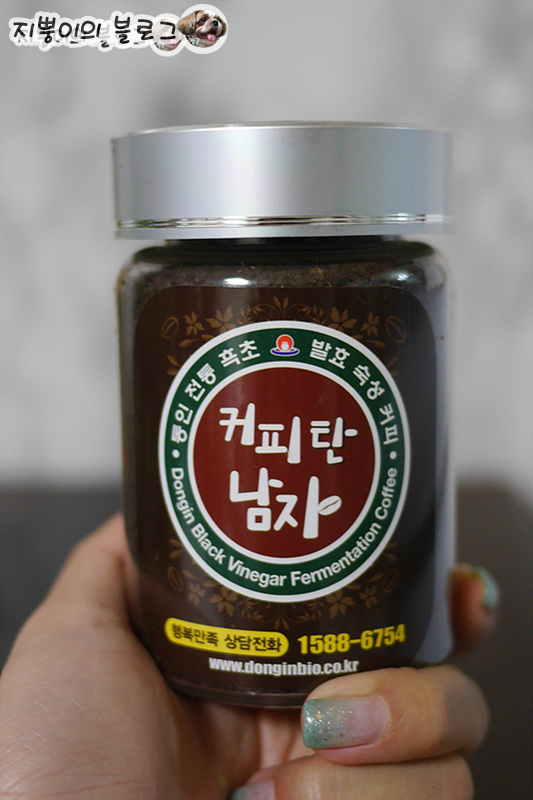 지뿡이의 블로그
동인 전통 흑초 발효 숙성 커피
커피 탄
남자
Dongin Black Vinegar Fermentation Coffee
행복만족 상담전화 1588-6754
www.donginbio.co.kr